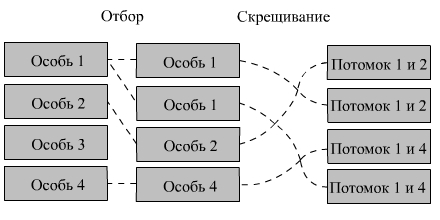 Отбор Скрещивание
Особь 1 Особь 1 Потомок 1 и 2
Особь 2 Особь 1 Потомок 1 и 2
Особь 3 Особь 2 Потомок 1 и 4
Особь 4 Особь 4 Потомок 1 и 4